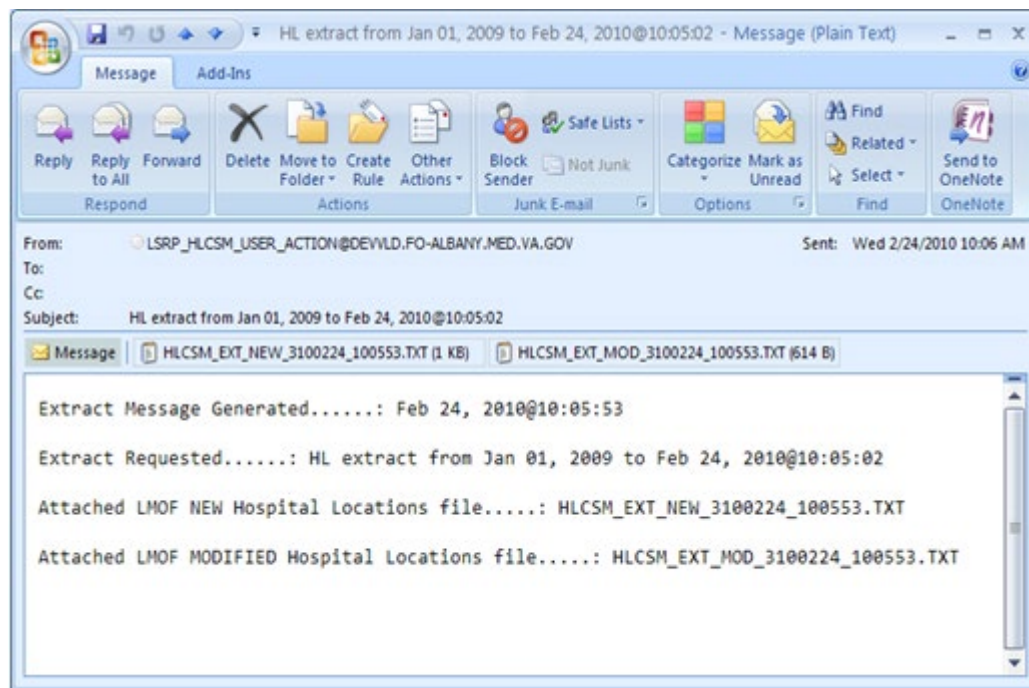 HL extract from Jan 01, 2009 to Feb 24, 2010@10:05:02 - Message (Plain Text)
Message Add-Ins
Reply Reply to All Forward
Respond
Delete Move to Folder Create Rule Other Actions
Actions
Block Sender Safe Lists Not Junk
Junk E-mail
Categorize Mark as Unread
Options
Find
Related
Select
Find
Send to OneNote
OneNote
From: LSRP_HLCSM_USER_ACTION@DEVVLD.FO-ALBANY.MED.VA.GOV Sent: Wed 2/24/2010 10:06 AM
To:
Cc:
Subject: HL extract from Jan 01, 2009 to Feb 24, 2010@10:05:02
Message HLCSM_EXT_NEW_3100224_100553.TXT (1 KB) HLCSM_EXT_MOD_3100224_100553.TXT (614 B)
Extract Message Generated......: Feb 24, 2010@10:05:53
Extract Requested......: HL extract from Jan 01, 2009 to Feb 24, 2010@10:05:02
Attached LMOF NEW Hospital Locations file.....: HLCSM_EXT_NEW_3100224_100553.TXT
Attached LMOF MODIFIED Hospital Locations file.....: HLCSM_EXT_MOD_3100224_100553.TXT